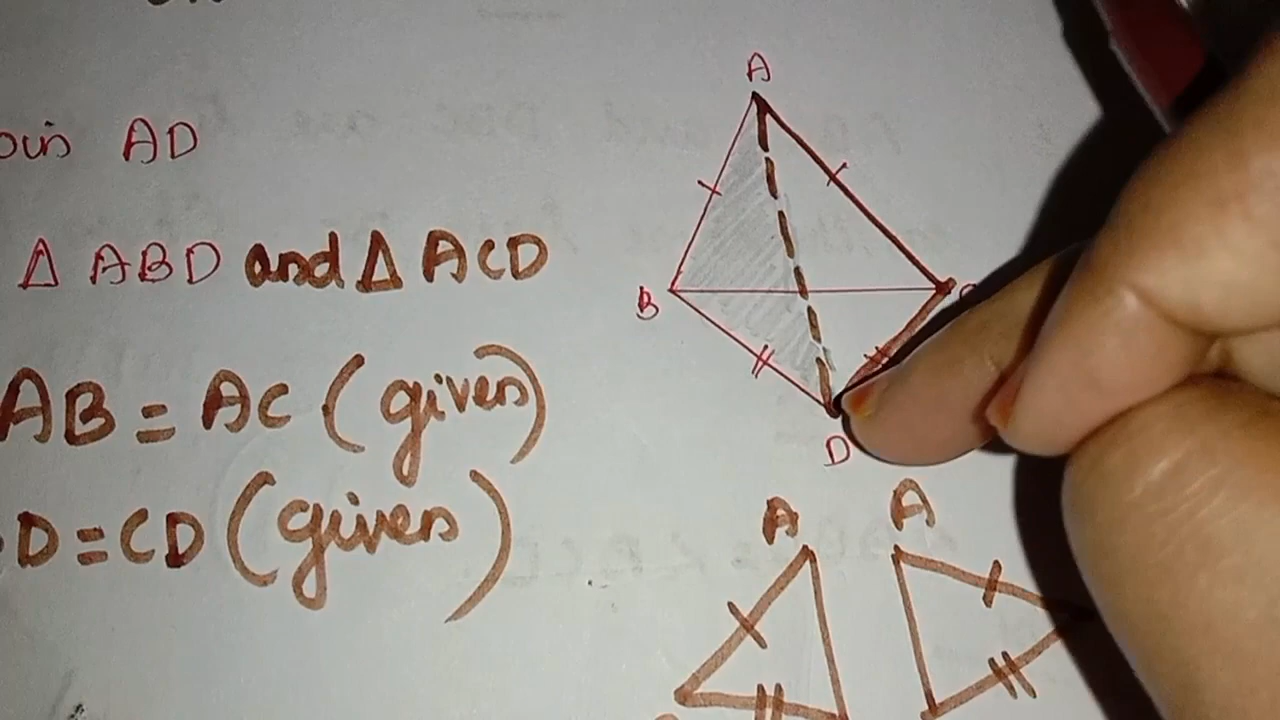 AD
Δ ABD and Δ ACD
AB = AC (given)
D = CD (given)
A
B
D
A
A